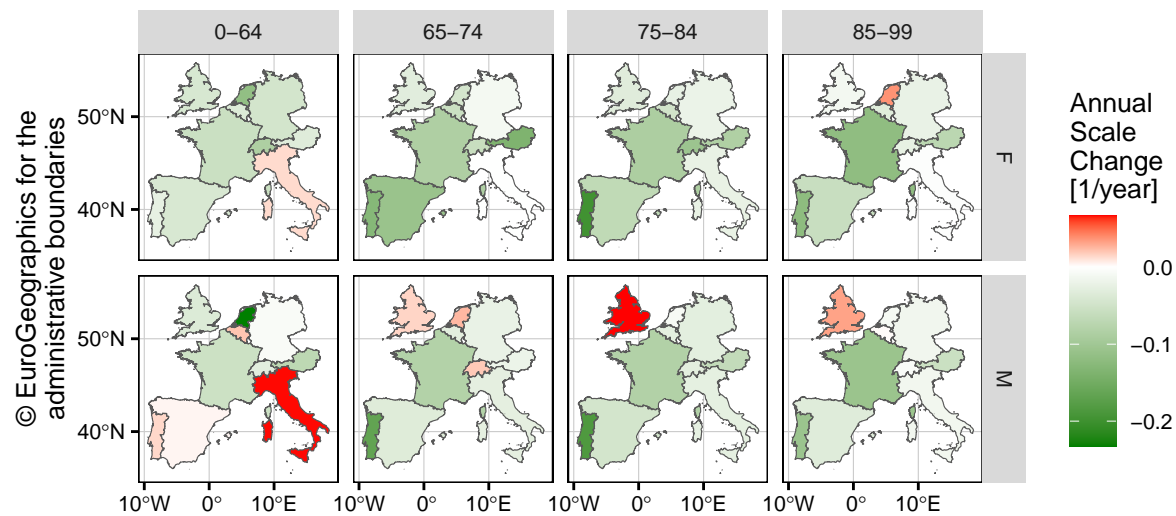 0−64
65−74
75−84
85−99
© EuroGeographics for the
administrative boundaries
50°N
40°N
F
50°N
40°N
M
10°W 0° 10°E
10°W 0° 10°E
10°W 0° 10°E
10°W 0° 10°E
Annual
Scale
Change
[1/year]
0.0
−0.1
−0.2